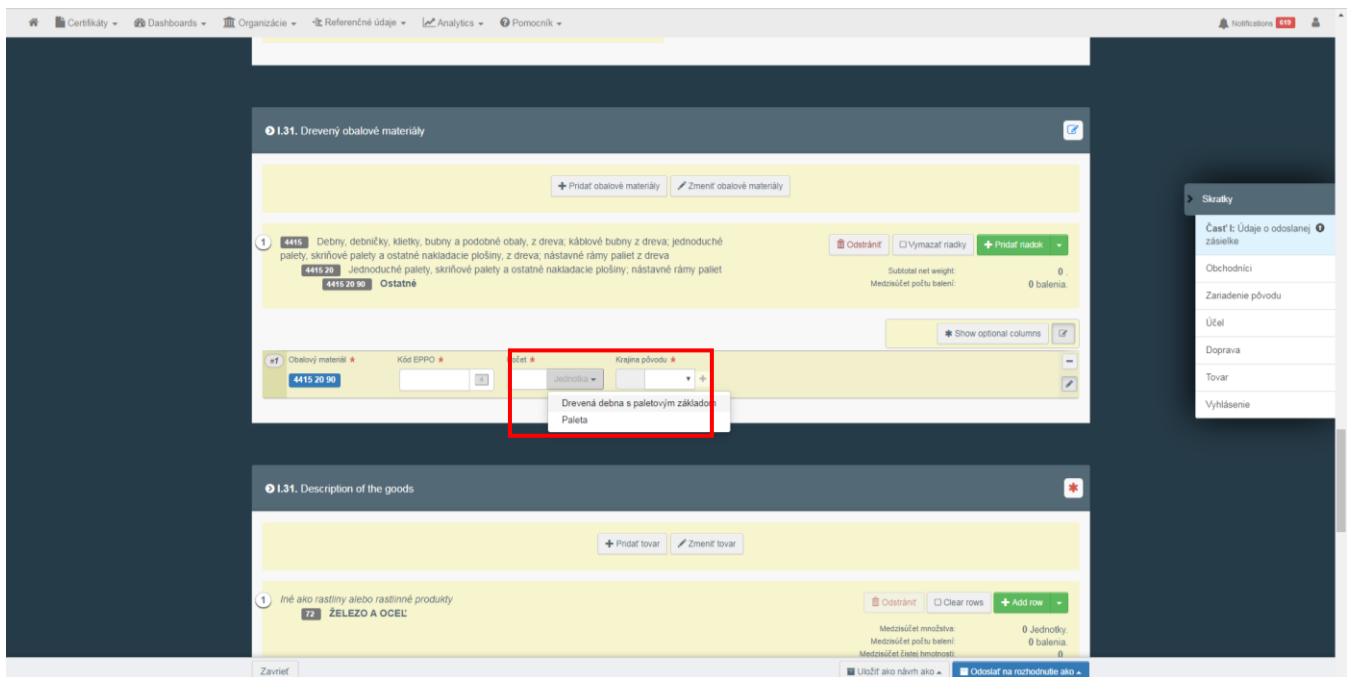 Certifikáty Dashboards Organizácie Referenčné údaje Analytics Pomocník Notifications 619
I.31. Drevený obalové materiály
Pridať obalové materiály Zmeniť obalové materiály
1 4415 Debny, debničky, klietky, bubny a podobné obaly, z dreva; káblové bubny z dreva; jednoduché
palety, skriňové palety a ostatné nakladacie plošiny, z dreva; nástavné rámy paliet z dreva
4415 20 Jednoduché palety, skriňové palety a ostatné nakladacie plošiny; nástavné rámy paliet
4415 20 90 Ostatné
Odstrániť Vymazať riadky Pridať riadok
Subtotal net weight: 0 .
Medzisúčet počtu balení: 0 balenia.
Show optional columns
#1 Obalový materiál * Kód EPPO * Počet * Krajina pôvodu *
4415 20 90 Jednotka
Drevená debna s paletovým základom
Paleta
I.31. Description of the goods
Pridať tovar Zmeniť tovar
1 Iné ako rastliny alebo rastlinné produkty
72 ŽELEZO A OCEĽ
Odstrániť Clear rows Add row
Medzisúčet množstva: 0 Jednotky.
Medzisúčet počtu balení: 0 balenia.
Medzisúčet čistej hmotnosti: 0
Zavrieť Uložiť ako návrh ako Odoslať na rozhodnutie ako
Skratky
Časť I: Údaje o odoslanej
zásielke
Obchodníci
Zariadenie pôvodu
Účel
Doprava
Tovar
Vyhlásenie